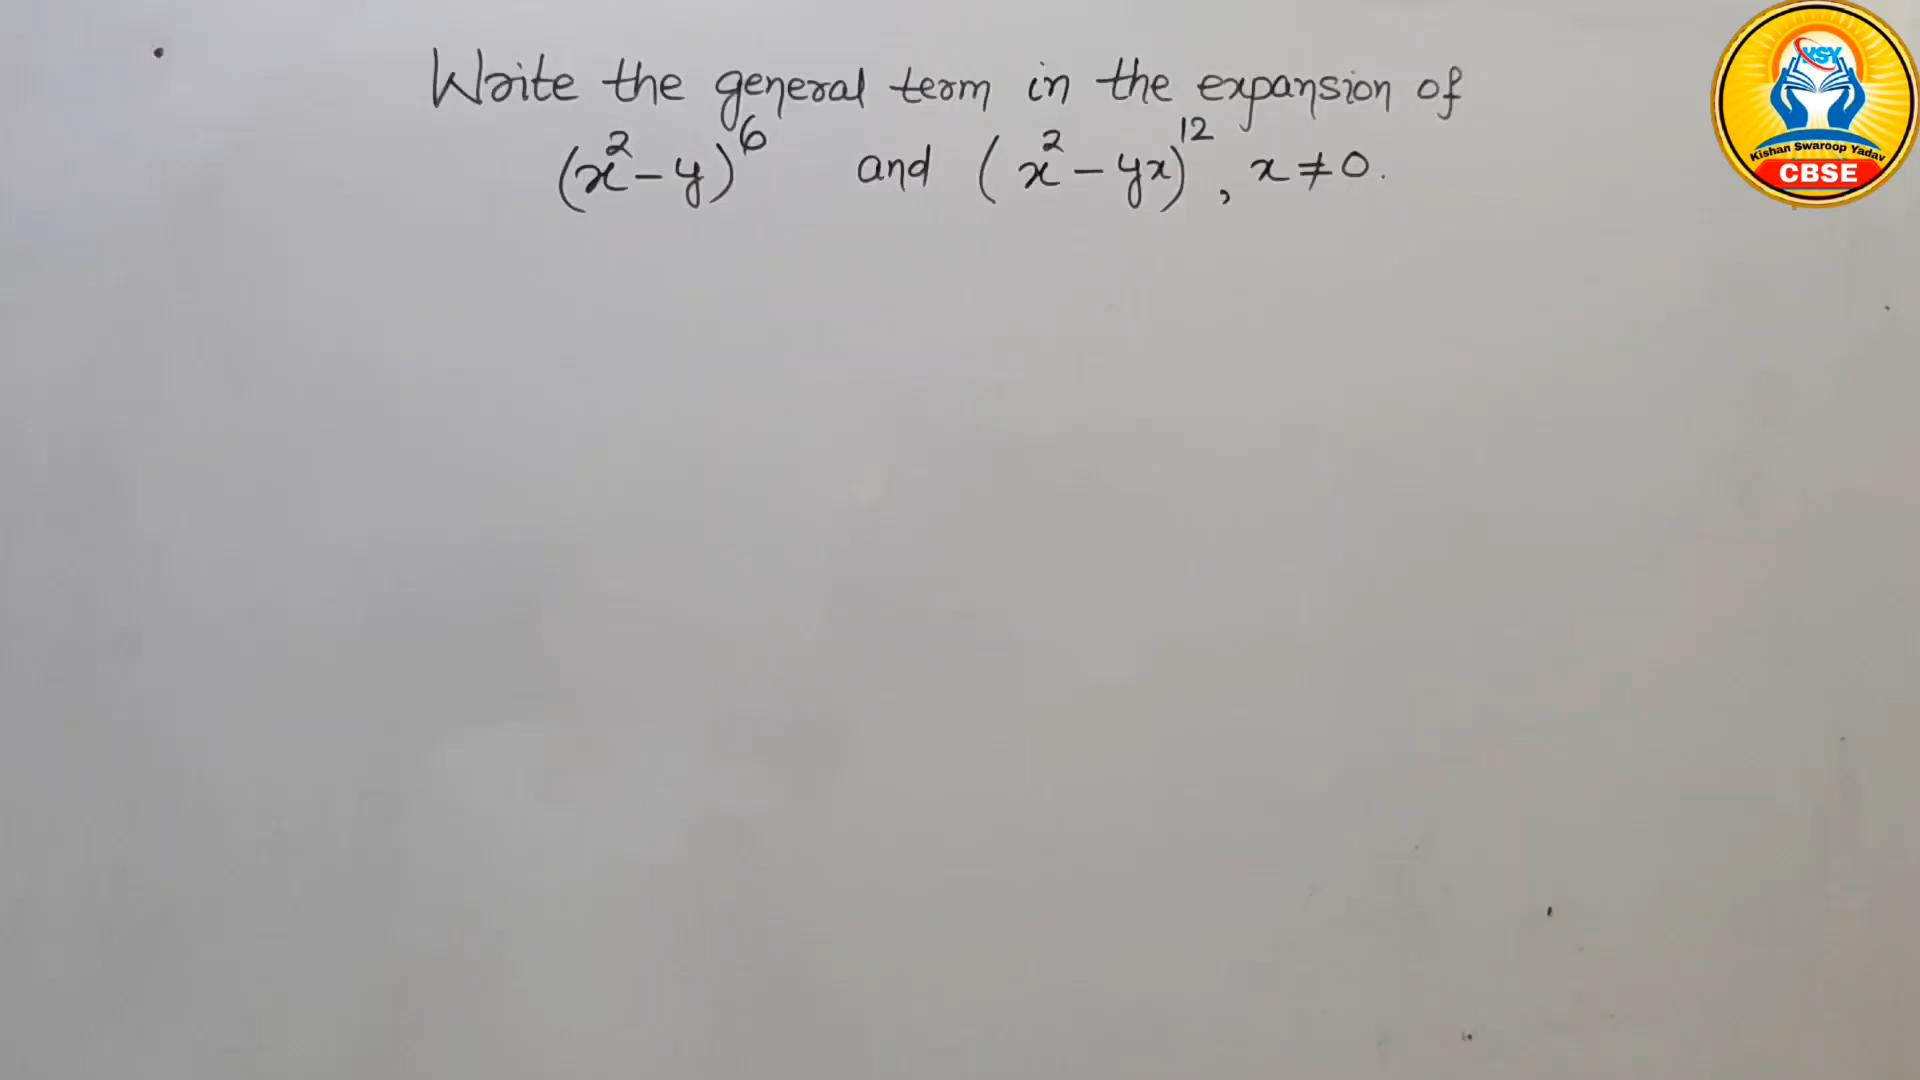 Write the general term in the expansion of
(x²-y)⁶ and (x²-yx)¹², x≠0.
KSY
Kishan Swaroop Yadav
CBSE